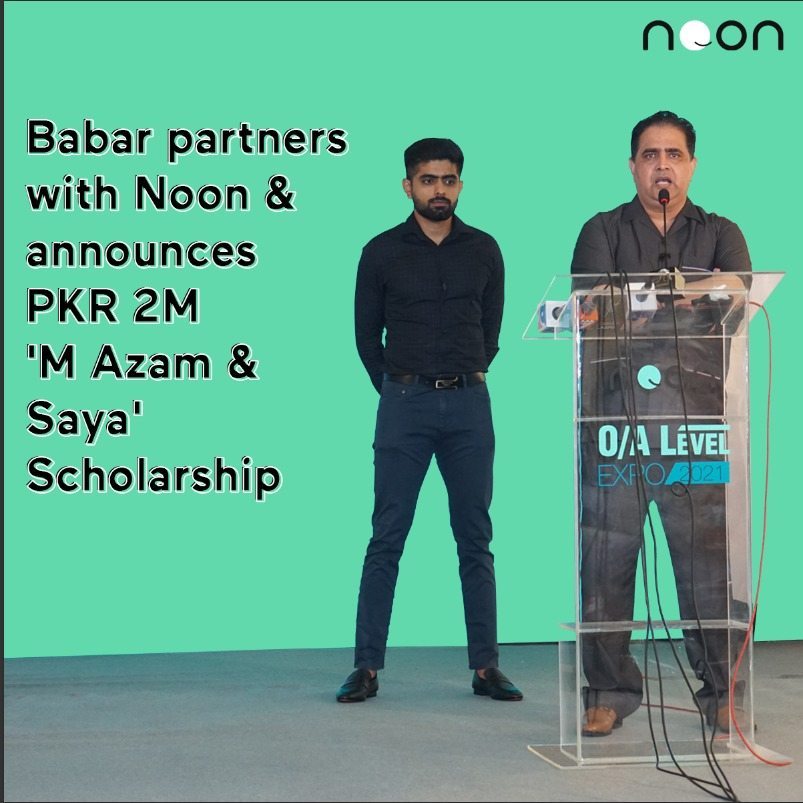 noon
Babar partners
with Noon &
announces
PKR 2M
'M Azam &
Saya'
Scholarship
O/A LEVEL
EXPO 2021